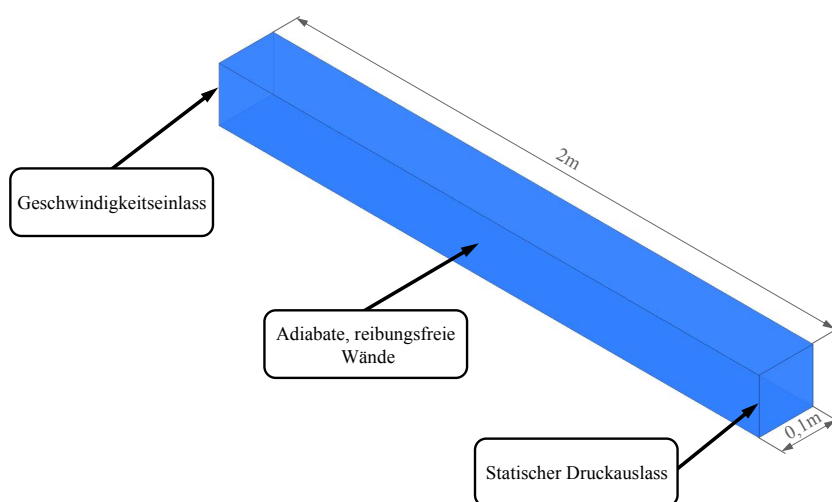 2m
Geschwindigkeitseinlass
Adiabate, reibungsfreie
Wände
0,1m
Statischer Druckauslass